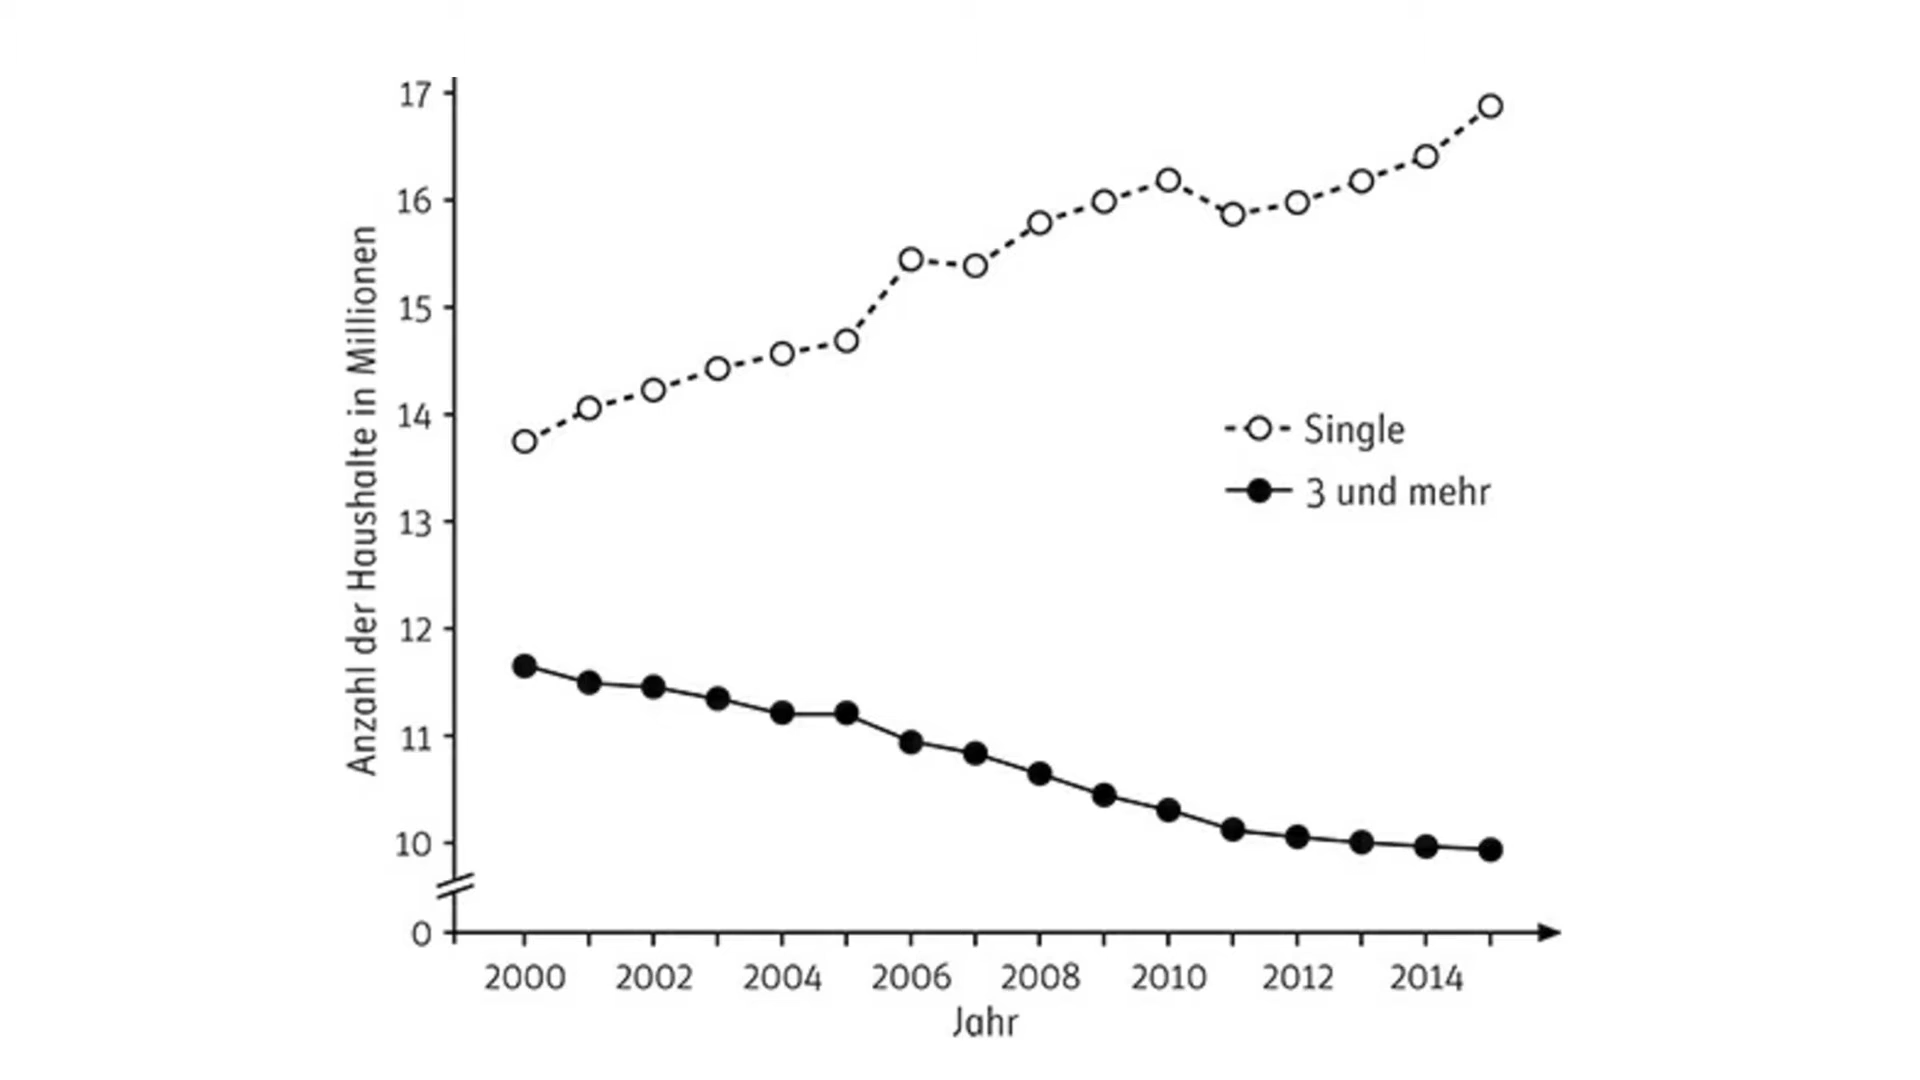 Anzahl der Haushalte in Millionen
17
16
15
14
13
12
11
10
0
Single
3 und mehr
2000 2002 2004 2006 2008 2010 2012 2014
Jahr